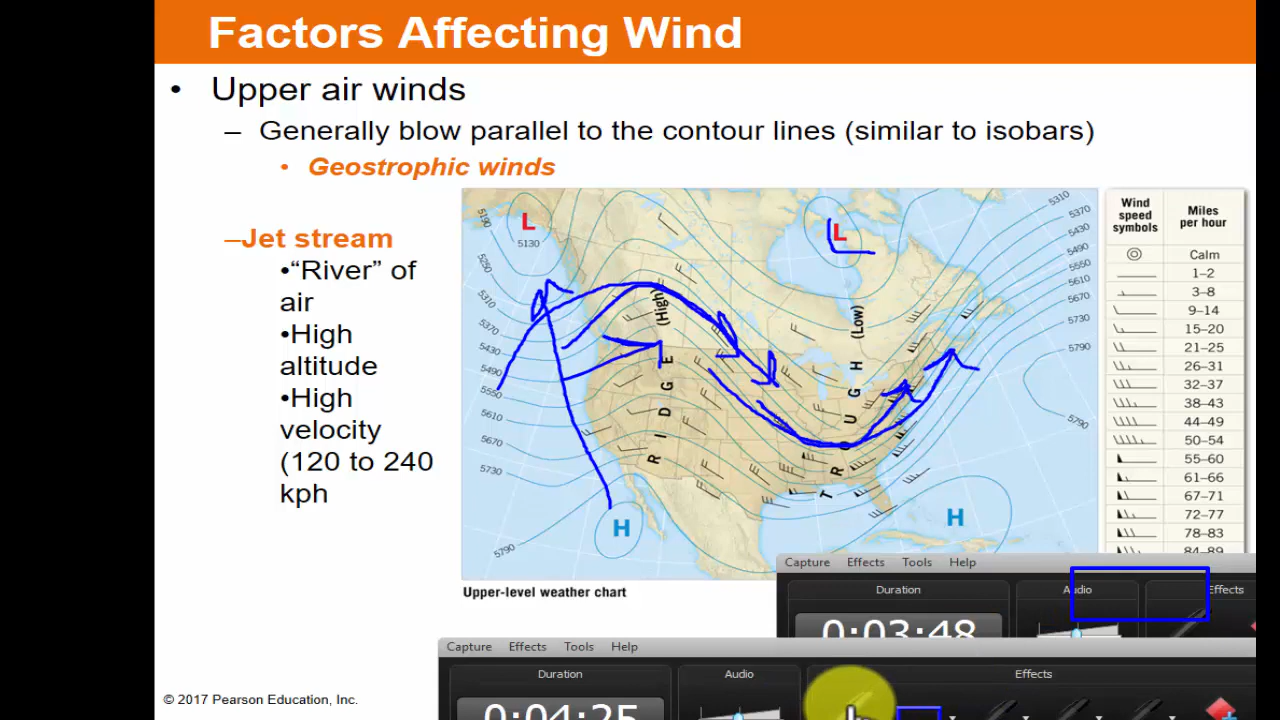 Factors Affecting Wind
• Upper air winds
– Generally blow parallel to the contour lines (similar to isobars)
• Geostrophic winds
–Jet stream
•“River” of
air
•High
altitude
•High
velocity
(120 to 240
kph
5190
L
5130
5250
5310
5370
5430
5490
5550
5610
5670
5730
5790
H
(High)
RIDGE
L
(Low)
TROUGH
H
5310
5370
5430
5490
5550
5610
5670
5730
5790
5790
Upper-level weather chart
Wind speed symbols
Miles per hour
Calm
1–2
3–8
9–14
15–20
21–25
26–31
32–37
38–43
44–49
50–54
55–60
61–66
67–71
72–77
78–83
84–89
Capture Effects Tools Help
Duration Audio Effects
0:03:48
Capture Effects Tools Help
Duration Audio Effects
0:04:25
© 2017 Pearson Education, Inc.